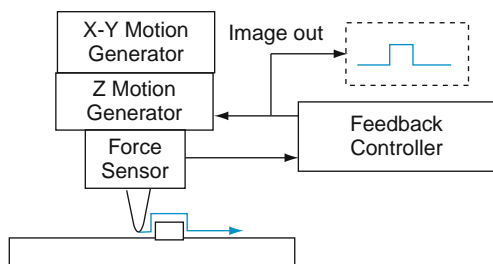 X-Y Motion
Generator
Image out
Z Motion
Generator
Force
Sensor
Feedback
Controller